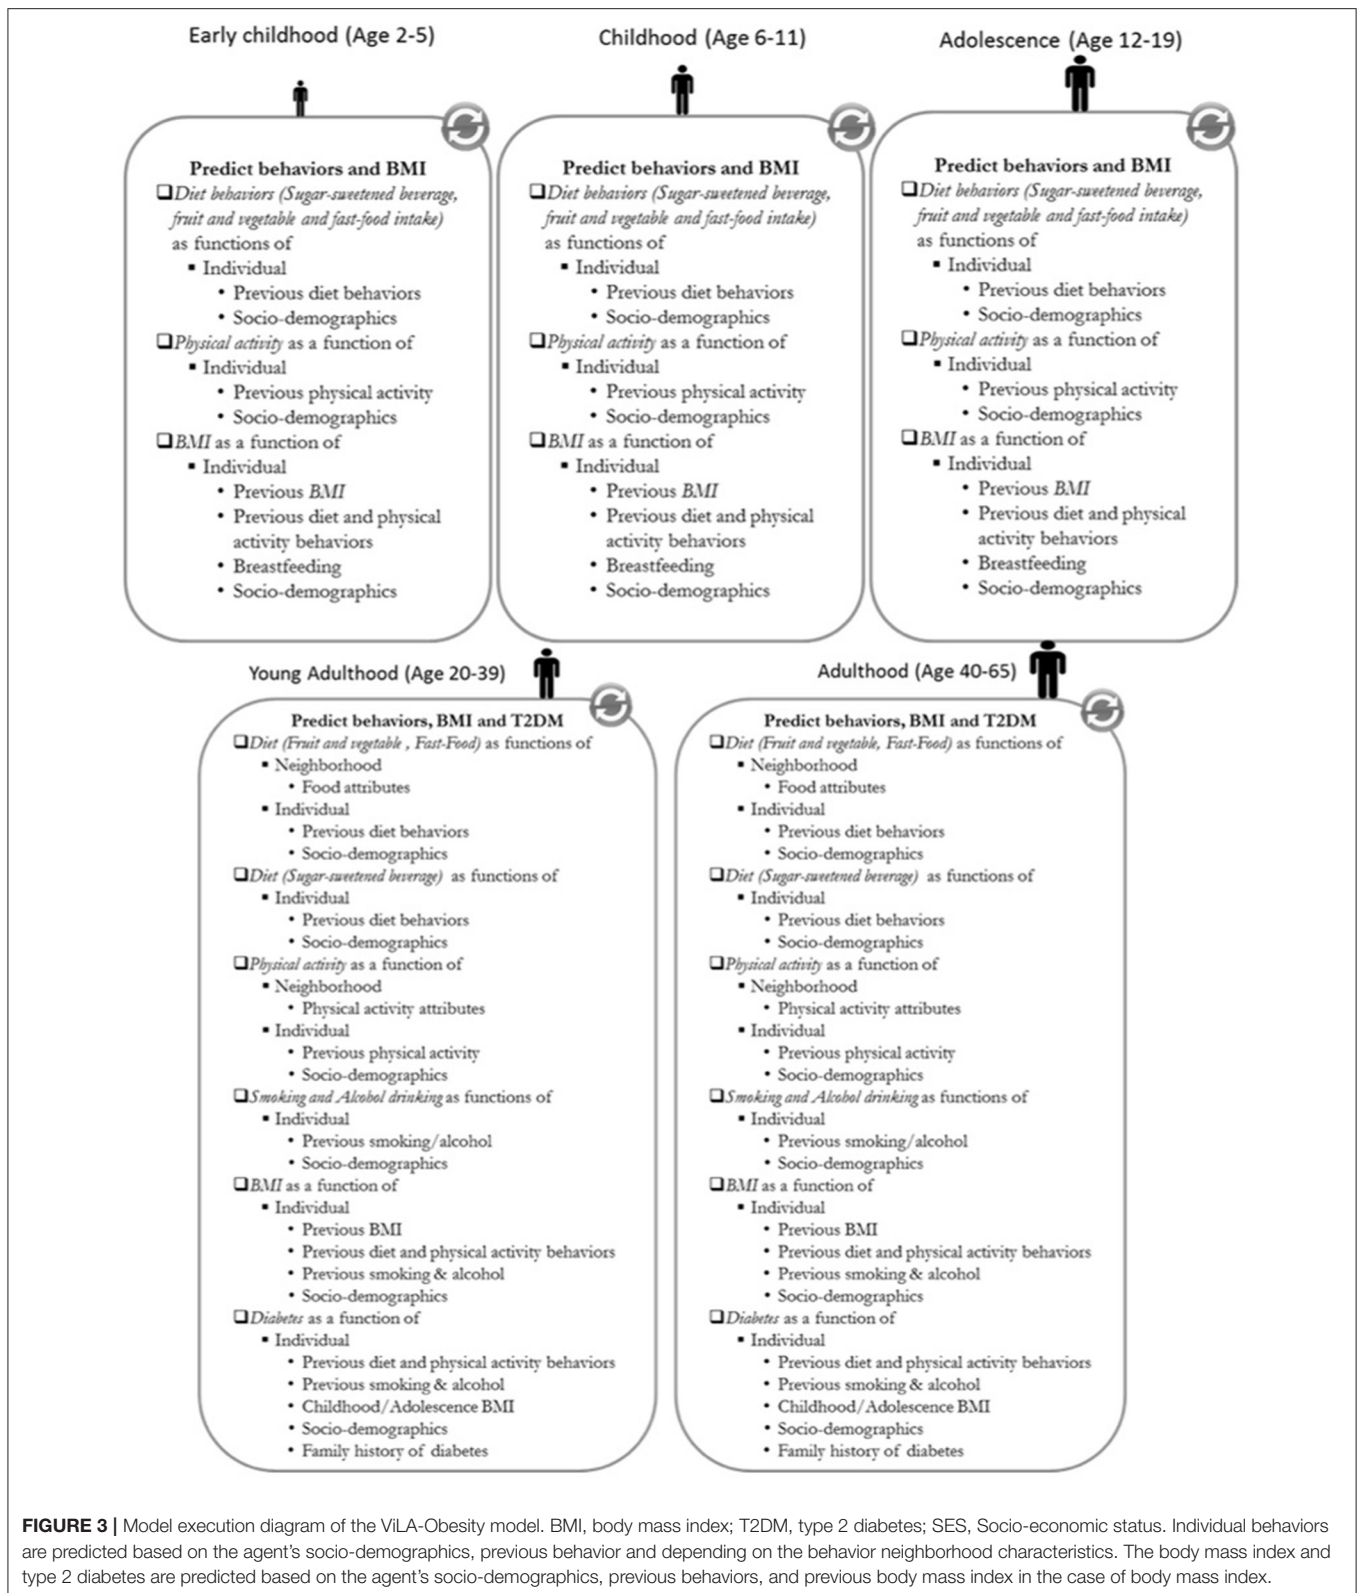 Early childhood (Age 2-5)
Predict behaviors and BMI
❑Diet behaviors (Sugar-sweetened beverage,
fruit and vegetable and fast-food intake)
as functions of
▪ Individual
• Previous diet behaviors
• Socio-demographics
❑Physical activity as a function of
▪ Individual
• Previous physical activity
• Socio-demographics
❑BMI as a function of
▪ Individual
• Previous BMI
• Previous diet and physical
activity behaviors
• Breastfeeding
• Socio-demographics
Childhood (Age 6-11)
Predict behaviors and BMI
❑Diet behaviors (Sugar-sweetened beverage,
fruit and vegetable and fast-food intake)
as functions of
▪ Individual
• Previous diet behaviors
• Socio-demographics
❑Physical activity as a function of
▪ Individual
• Previous physical activity
• Socio-demographics
❑BMI as a function of
▪ Individual
• Previous BMI
• Previous diet and physical
activity behaviors
• Breastfeeding
• Socio-demographics
Adolescence (Age 12-19)
Predict behaviors and BMI
❑Diet behaviors (Sugar-sweetened beverage,
fruit and vegetable and fast-food intake)
as functions of
▪ Individual
• Previous diet behaviors
• Socio-demographics
❑Physical activity as a function of
▪ Individual
• Previous physical activity
• Socio-demographics
❑BMI as a function of
▪ Individual
• Previous BMI
• Previous diet and physical
activity behaviors
• Breastfeeding
• Socio-demographics
Young Adulthood (Age 20-39)
Predict behaviors, BMI and T2DM
❑Diet (Fruit and vegetable , Fast-Food) as functions of
▪ Neighborhood
• Food attributes
▪ Individual
• Previous diet behaviors
• Socio-demographics
❑Diet (Sugar-sweetened beverage) as functions of
▪ Individual
• Previous diet behaviors
• Socio-demographics
❑Physical activity as a function of
▪ Neighborhood
• Physical activity attributes
▪ Individual
• Previous physical activity
• Socio-demographics
❑Smoking and Alcohol drinking as functions of
▪ Individual
• Previous smoking/alcohol
• Socio-demographics
❑BMI as a function of
▪ Individual
• Previous BMI
• Previous diet and physical activity behaviors
• Previous smoking & alcohol
• Socio-demographics
❑Diabetes as a function of
▪ Individual
• Previous diet and physical activity behaviors
• Previous smoking & alcohol
• Childhood/Adolescence BMI
• Socio-demographics
• Family history of diabetes
Adulthood (Age 40-65)
Predict behaviors, BMI and T2DM
❑Diet (Fruit and vegetable, Fast-Food) as functions of
▪ Neighborhood
• Food attributes
▪ Individual
• Previous diet behaviors
• Socio-demographics
❑Diet (Sugar-sweetened beverage) as functions of
▪ Individual
• Previous diet behaviors
• Socio-demographics
❑Physical activity as a function of
▪ Neighborhood
• Physical activity attributes
▪ Individual
• Previous physical activity
• Socio-demographics
❑Smoking and Alcohol drinking as functions of
▪ Individual
• Previous smoking/alcohol
• Socio-demographics
❑BMI as a function of
▪ Individual
• Previous BMI
• Previous diet and physical activity behaviors
• Previous smoking & alcohol
• Socio-demographics
❑Diabetes as a function of
▪ Individual
• Previous diet and physical activity behaviors
• Previous smoking & alcohol
• Childhood/Adolescence BMI
• Socio-demographics
• Family history of diabetes
FIGURE 3 | Model execution diagram of the ViLA-Obesity model. BMI, body mass index; T2DM, type 2 diabetes; SES, Socio-economic status. Individual behaviors
are predicted based on the agent's socio-demographics, previous behavior and depending on the behavior neighborhood characteristics. The body mass index and
type 2 diabetes are predicted based on the agent's socio-demographics, previous behaviors, and previous body mass index in the case of body mass index.